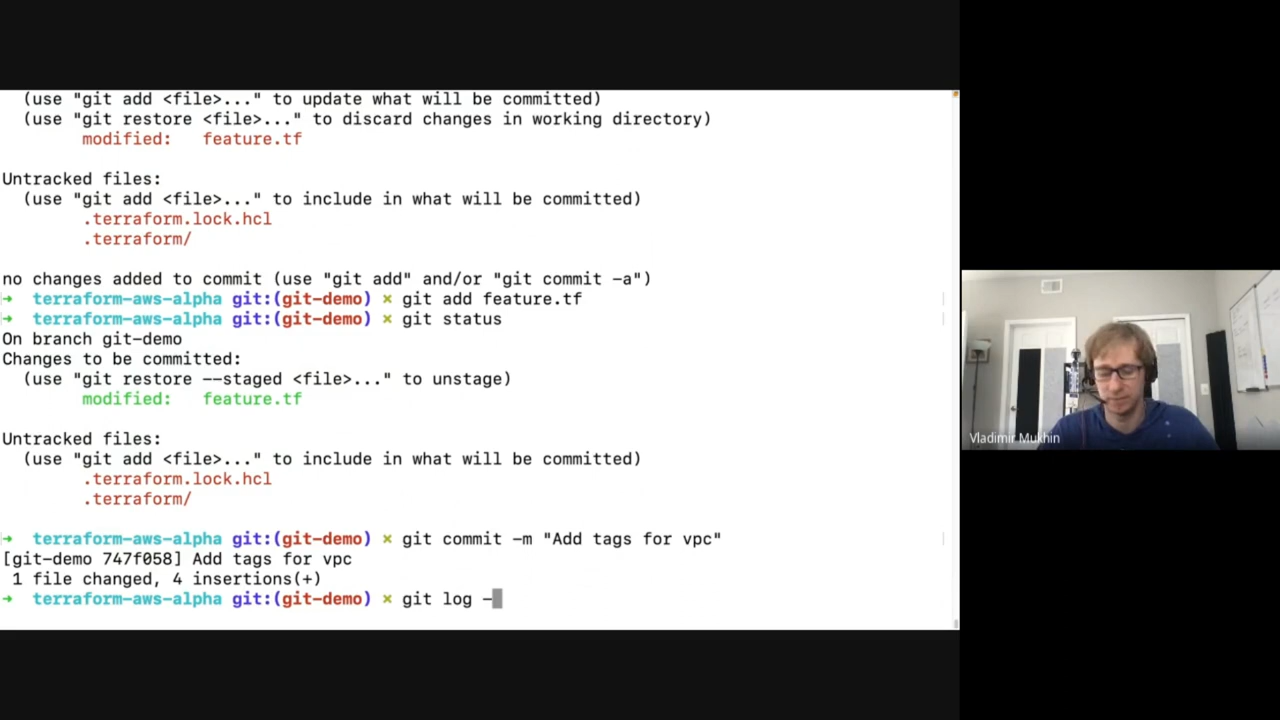 (use "git add <file>..." to update what will be committed)
(use "git restore <file>..." to discard changes in working directory)
modified:   feature.tf
Untracked files:
(use "git add <file>..." to include in what will be committed)
.terraform.lock.hcl
.terraform/
no changes added to commit (use "git add" and/or "git commit -a")
➜  terraform-aws-alpha git:(git-demo) ✗ git add feature.tf
➜  terraform-aws-alpha git:(git-demo) ✗ git status
On branch git-demo
Changes to be committed:
(use "git restore --staged <file>..." to unstage)
modified:   feature.tf
Untracked files:
(use "git add <file>..." to include in what will be committed)
.terraform.lock.hcl
.terraform/
➜  terraform-aws-alpha git:(git-demo) ✗ git commit -m "Add tags for vpc"
[git-demo 747f058] Add tags for vpc
1 file changed, 4 insertions(+)
➜  terraform-aws-alpha git:(git-demo) ✗ git log -
Vladimir Mukhin